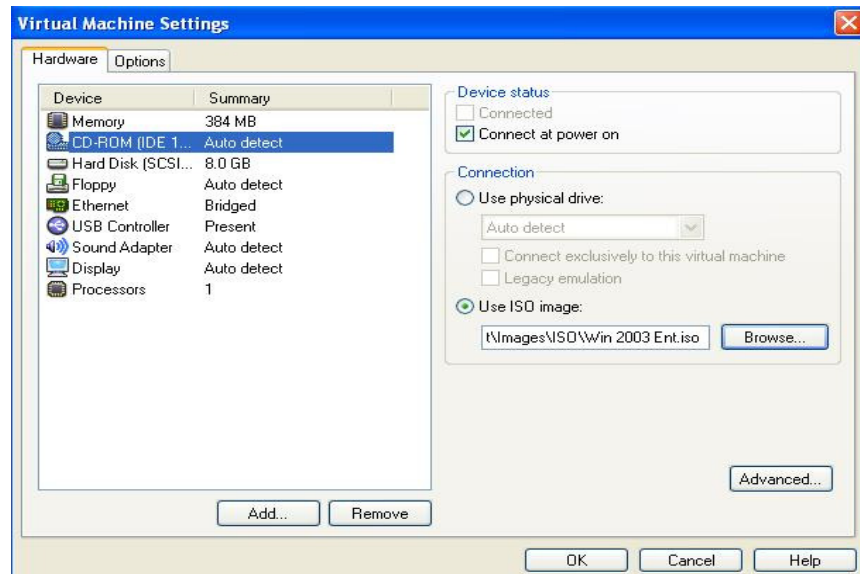 Virtual Machine Settings
Hardware Options
Device Summary
Memory 384 MB
CD-ROM (IDE 1... Auto detect
Hard Disk (SCSI... 8.0 GB
Floppy Auto detect
Ethernet Bridged
USB Controller Present
Sound Adapter Auto detect
Display Auto detect
Processors 1
Add... Remove
Device status
Connected
Connect at power on
Connection
Use physical drive:
Auto detect
Connect exclusively to this virtual machine
Legacy emulation
Use ISO image:
t\Images\ISO\Win 2003 Ent.iso Browse...
Advanced...
OK Cancel Help